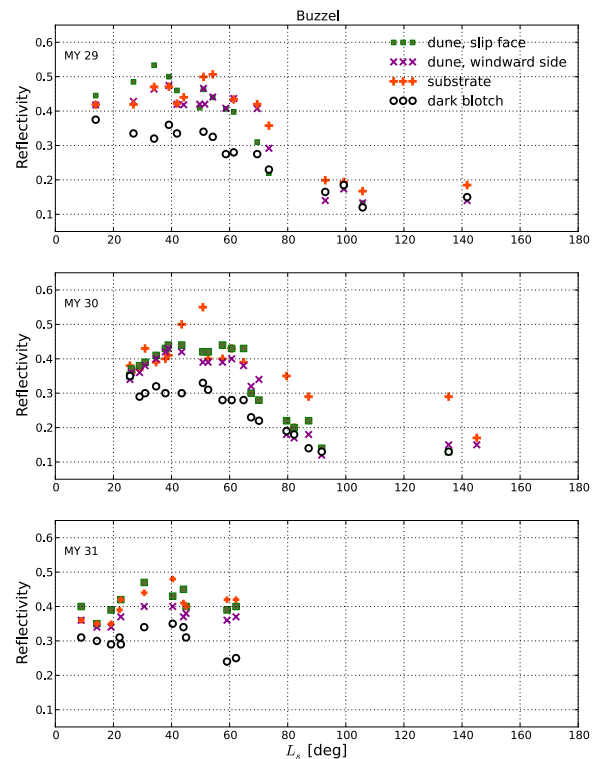 Buzzel
MY 29
dune, slip face
dune, windward side
substrate
dark blotch
Reflectivity
0.6
0.5
0.4
0.3
0.2
0.1
0 20 40 60 80 100 120 140 160 180
MY 30
Reflectivity
0.6
0.5
0.4
0.3
0.2
0.1
0 20 40 60 80 100 120 140 160 180
MY 31
Reflectivity
0.6
0.5
0.4
0.3
0.2
0.1
0 20 40 60 80 100 120 140 160 180
L_s [deg]